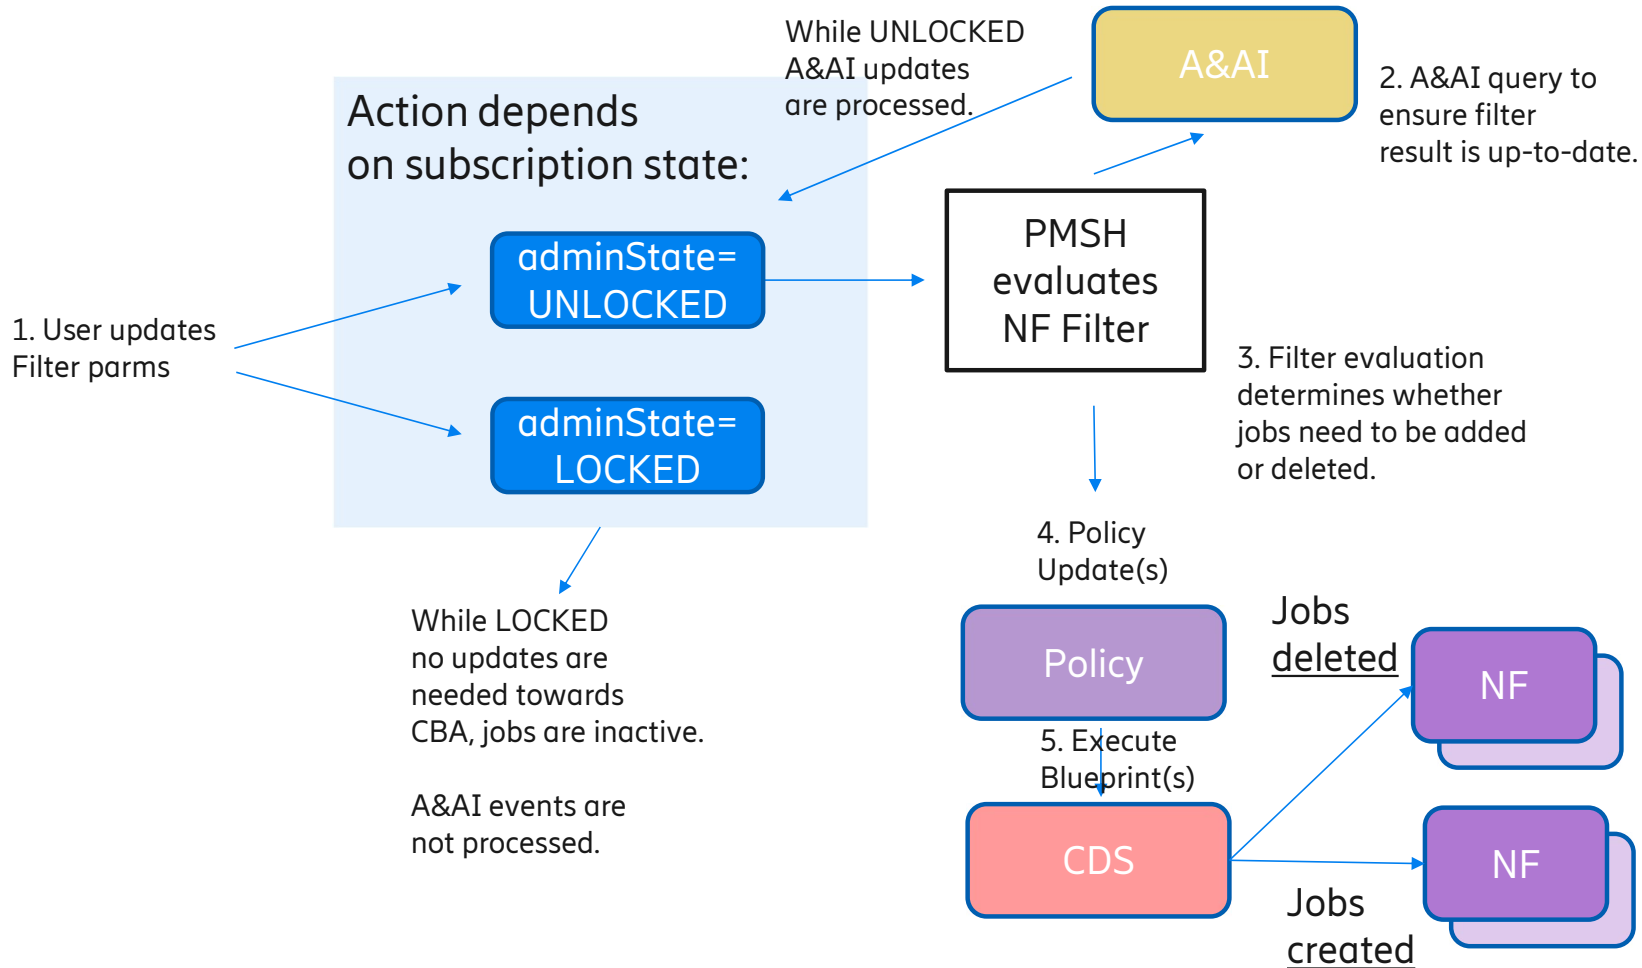 While UNLOCKED
A&AI updates
are processed.
A&AI
2. A&AI query to
ensure filter
result is up-to-date.
Action depends
on subscription state:
adminState=
UNLOCKED
PMSH
evaluates
NF Filter
1. User updates
Filter parms
adminState=
LOCKED
3. Filter evaluation
determines whether
jobs need to be added
or deleted.
4. Policy
Update(s)
While LOCKED
no updates are
needed towards
CBA, jobs are inactive.
A&AI events are
not processed.
Policy
Jobs
deleted
NF
5. Execute
Blueprint(s)
CDS
NF
Jobs
created